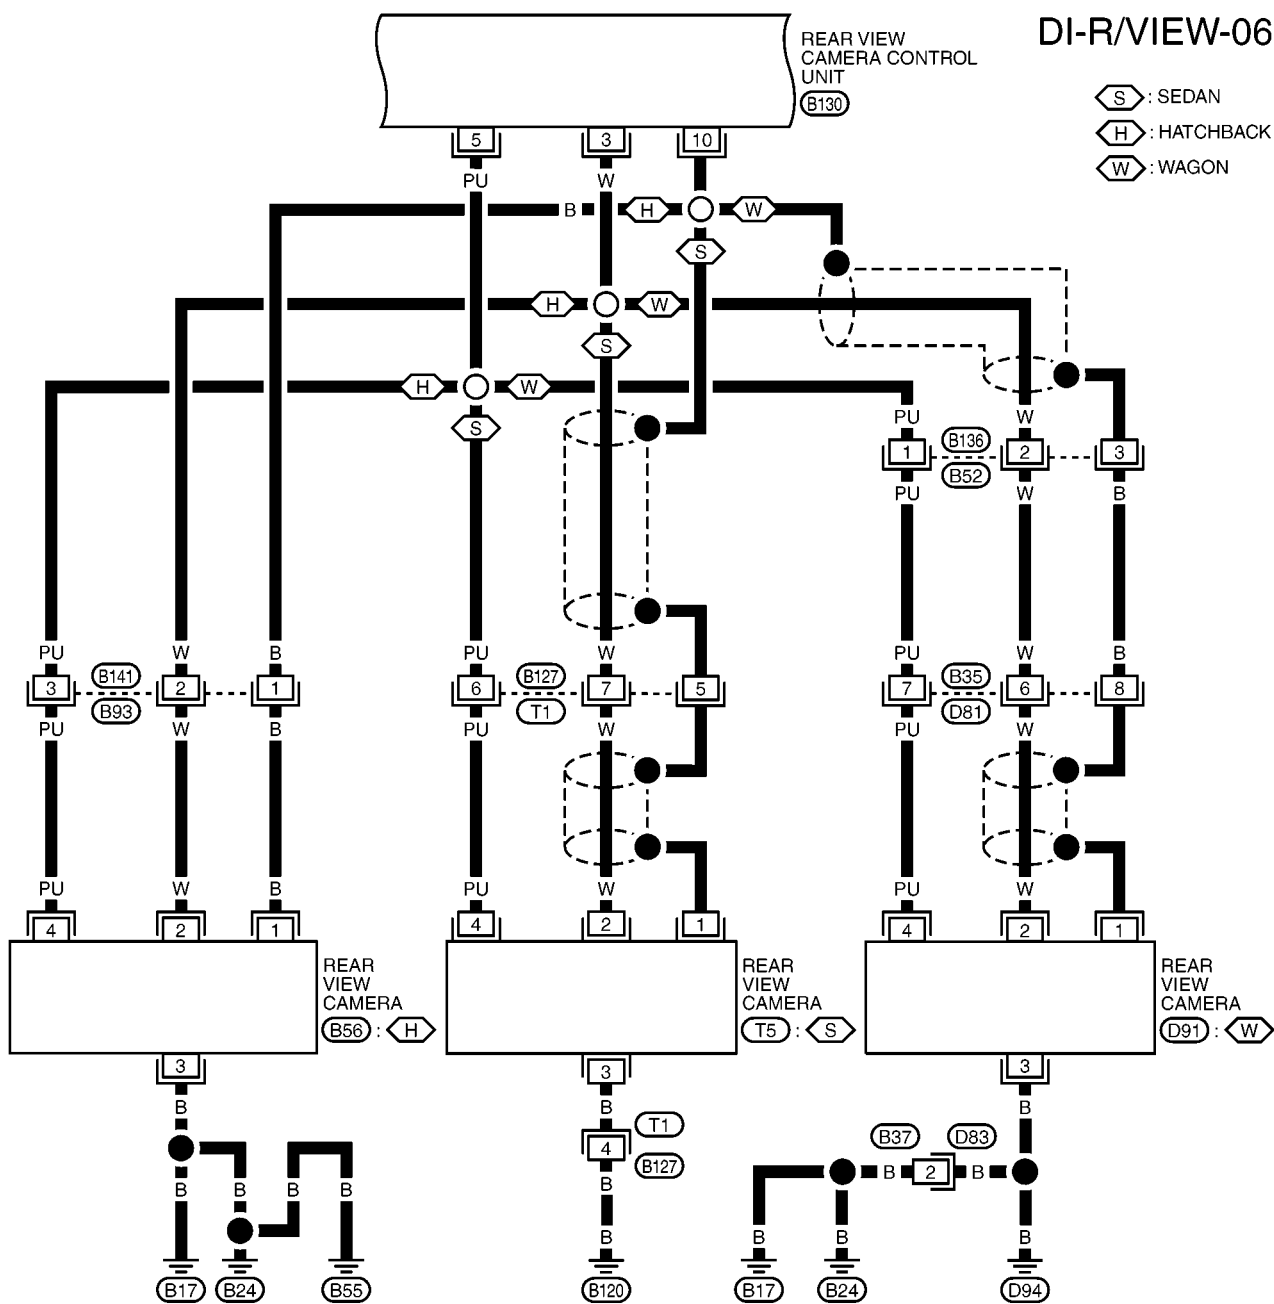 DI-R/VIEW-06
REAR VIEW
CAMERA CONTROL
UNIT
B130
S : SEDAN
H : HATCHBACK
W : WAGON
5 3 10
PU W
B H W
S
H W
S
H W
S
PU W
1 B136 2 3
B52
PU W B
PU W B PU W PU W B
3 B141 2 1 6 B127 7 5 7 B35 6 8
B93 T1 D81
PU W B PU W PU W
PU W B PU W PU W
4 2 1 4 2 1 4 2 1
REAR
VIEW
CAMERA
B56 : H
REAR
VIEW
CAMERA
T5 : S
REAR
VIEW
CAMERA
D91 : W
3 3 3
B B B
T1
4
B127
B37 D83
B 2 B
B B B B B
B B B B
B17 B24 B55 B120 B17 B24 D94